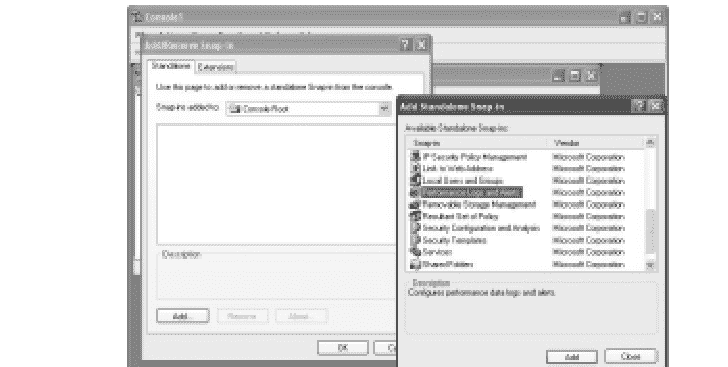 Console1
Add/Remove Snap-in
Standalone Extensions
Use this page to add or remove a standalone Snap-in from the console.
Snap-ins added to: Console Root
Description
Add... Remove About...
OK
Add Standalone Snap-in
Available Standalone Snap-ins:
Snap-in Vendor
IP Security Policy Management Microsoft Corporation
Link to Web Address Microsoft Corporation
Local Users and Groups Microsoft Corporation
Performance Logs and Alerts Microsoft Corporation
Removable Storage Management Microsoft Corporation
Resultant Set of Policy Microsoft Corporation
Security Configuration and Analysis Microsoft Corporation
Security Templates Microsoft Corporation
Services Microsoft Corporation
Shared Folders Microsoft Corporation
Description
Configures performance data logs and alerts.
Add Close